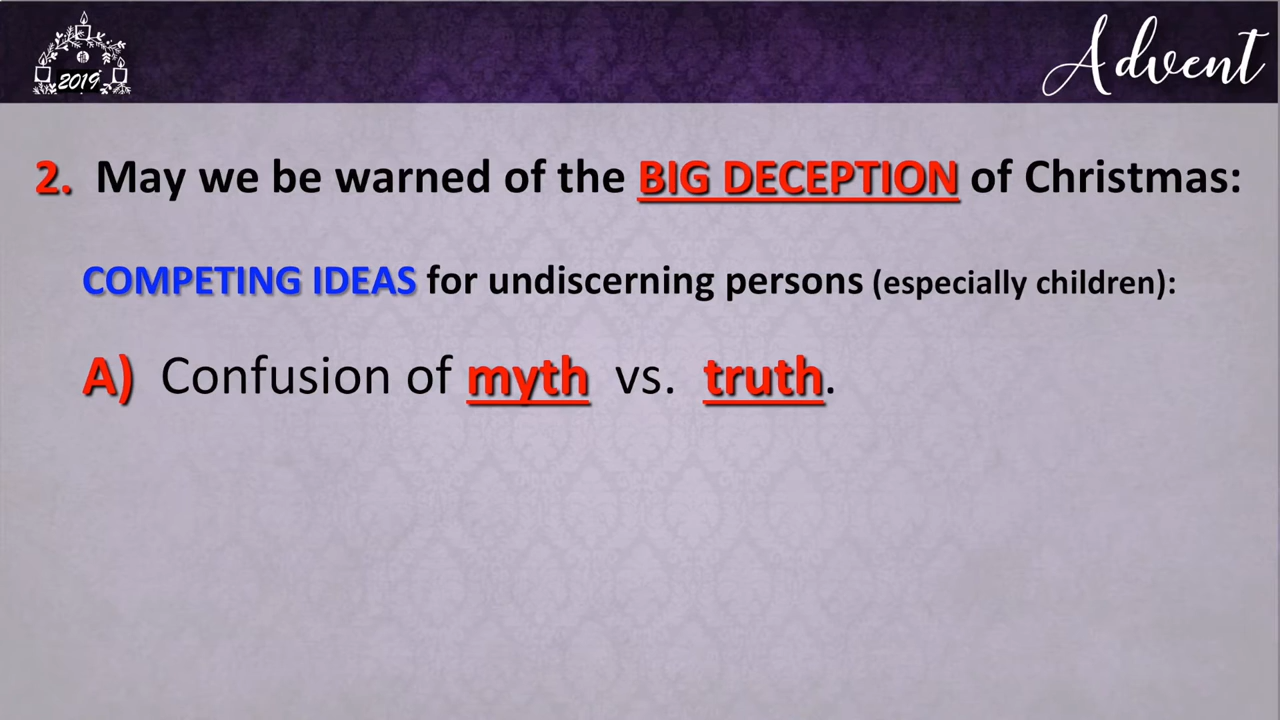 2019
Advent
2. May we be warned of the BIG DECEPTION of Christmas:
COMPETING IDEAS for undiscerning persons (especially children):
A) Confusion of myth vs. truth.